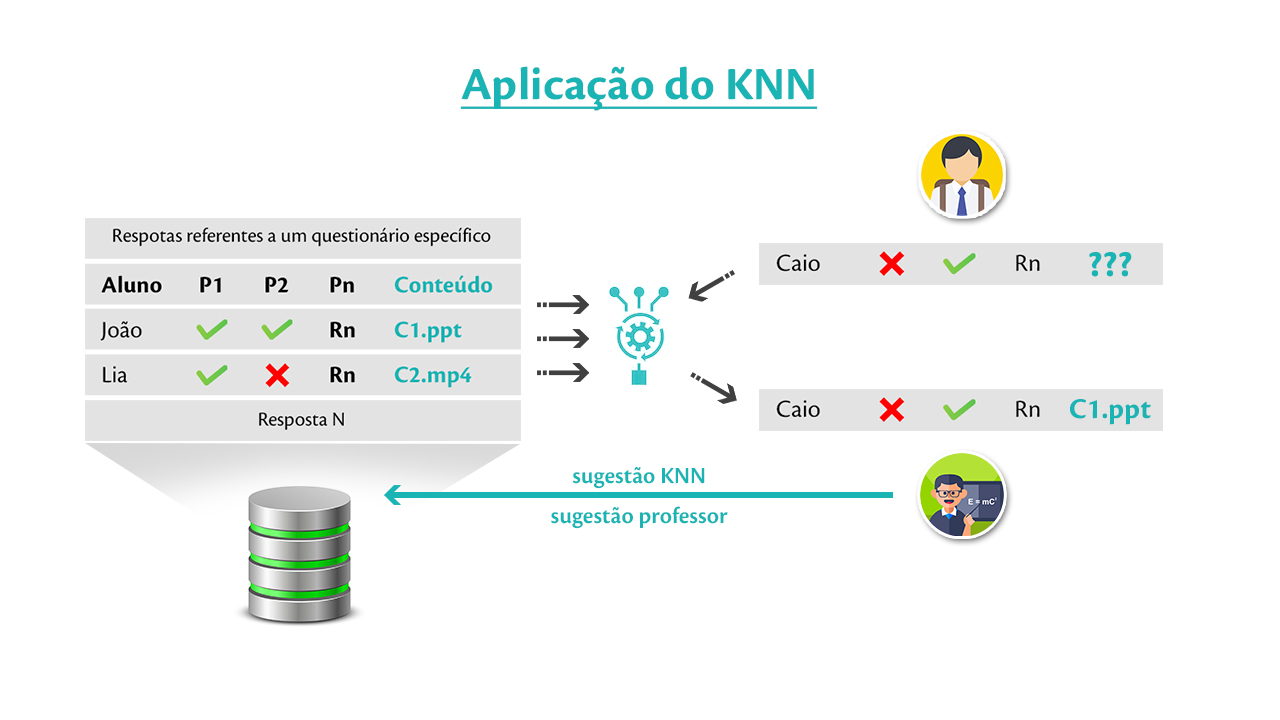 Aplicação do KNN
Respotas referentes a um questionário específico
Aluno P1 P2 Pn Conteúdo
João Rn C1.ppt
Lia Rn C2.mp4
Resposta N
Caio Rn ???
Caio Rn C1.ppt
sugestão KNN
sugestão professor
E = mC²